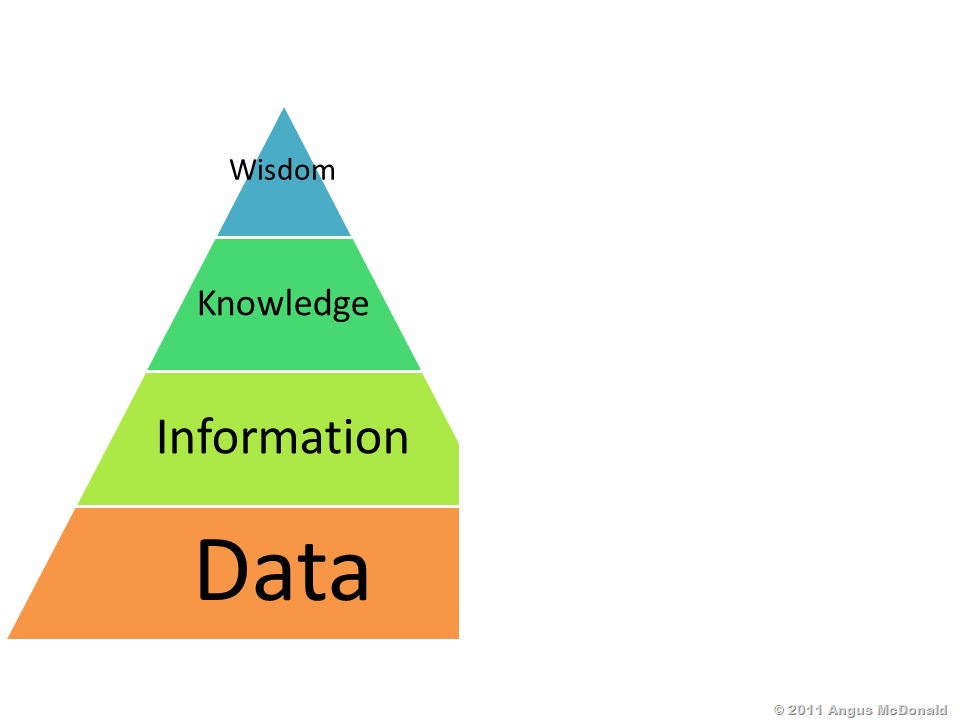 Wisdom
Knowledge
Information
Data
© 2011 Angus McDonald